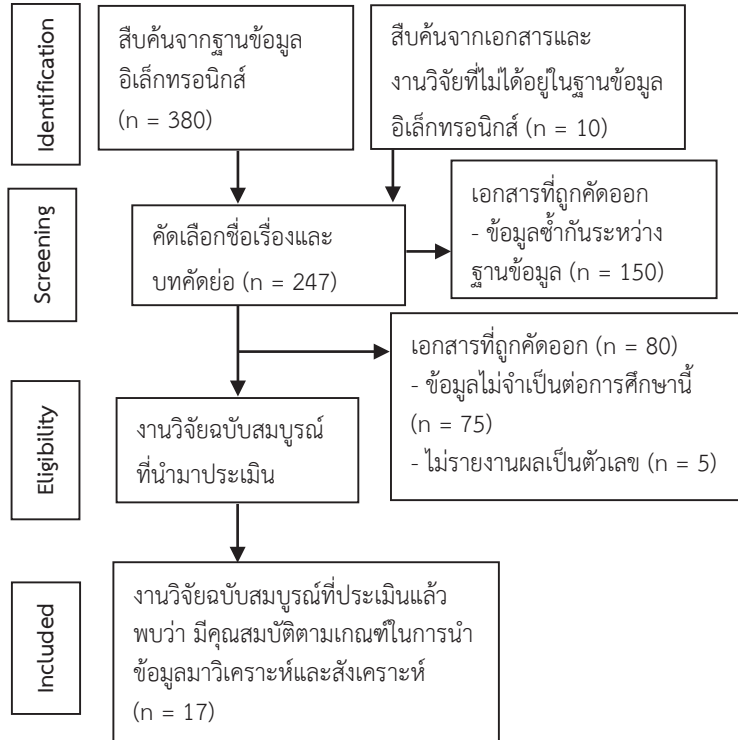 Identification
สืบค้นจากฐานข้อมูล
อิเล็กทรอนิกส์
(n = 380)
สืบค้นจากเอกสารและ
งานวิจัยที่ไม่ได้อยู่ในฐานข้อมูล
อิเล็กทรอนิกส์ (n = 10)
Screening
คัดเลือกชื่อเรื่องและ
บทคัดย่อ (n = 247)
เอกสารที่ถูกคัดออก
- ข้อมูลซ้ำกันระหว่าง
ฐานข้อมูล (n = 150)
เอกสารที่ถูกคัดออก (n = 80)
- ข้อมูลไม่จำเป็นต่อการศึกษานี้
(n = 75)
- ไม่รายงานผลเป็นตัวเลข (n = 5)
Eligibility
งานวิจัยฉบับสมบูรณ์
ที่นำมาประเมิน
Included
งานวิจัยฉบับสมบูรณ์ที่ประเมินแล้ว
พบว่า มีคุณสมบัติตามเกณฑ์ในการนำ
ข้อมูลมาวิเคราะห์และสังเคราะห์
(n = 17)